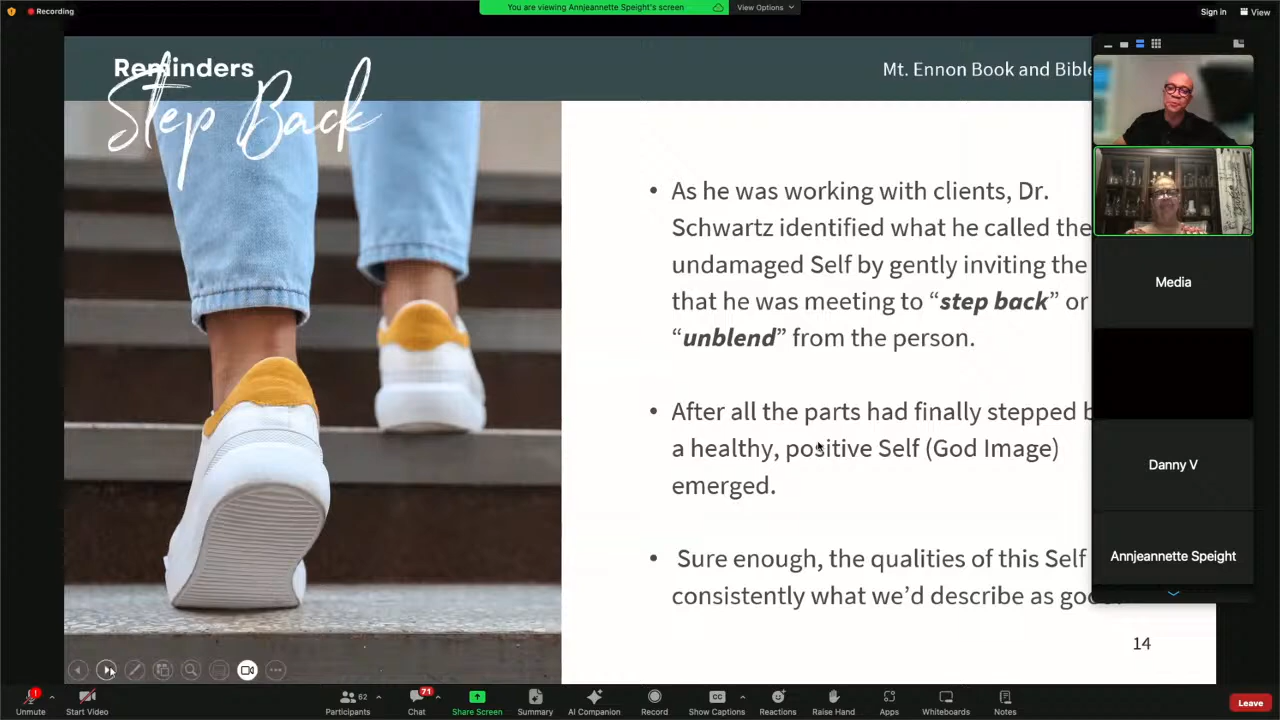 Recording
You are viewing Annjeannette Speight's screen
View Options
Sign in
View
Reminders
Step Back
Mt. Ennon Book and Bible
• As he was working with clients, Dr.
Schwartz identified what he called the
undamaged Self by gently inviting the
that he was meeting to “step back” or
“unblend” from the person.
• After all the parts had finally stepped b
a healthy, positive Self (God Image)
emerged.
• Sure enough, the qualities of this Self
consistently what we’d describe as
14
Media
Danny V
Annjeannette Speight
Unmute
Start Video
62
Participants
71
Chat
Share Screen
Summary
AI Companion
Record
CC
Show Captions
Reactions
Raise Hand
Apps
Whiteboards
Notes
Leave